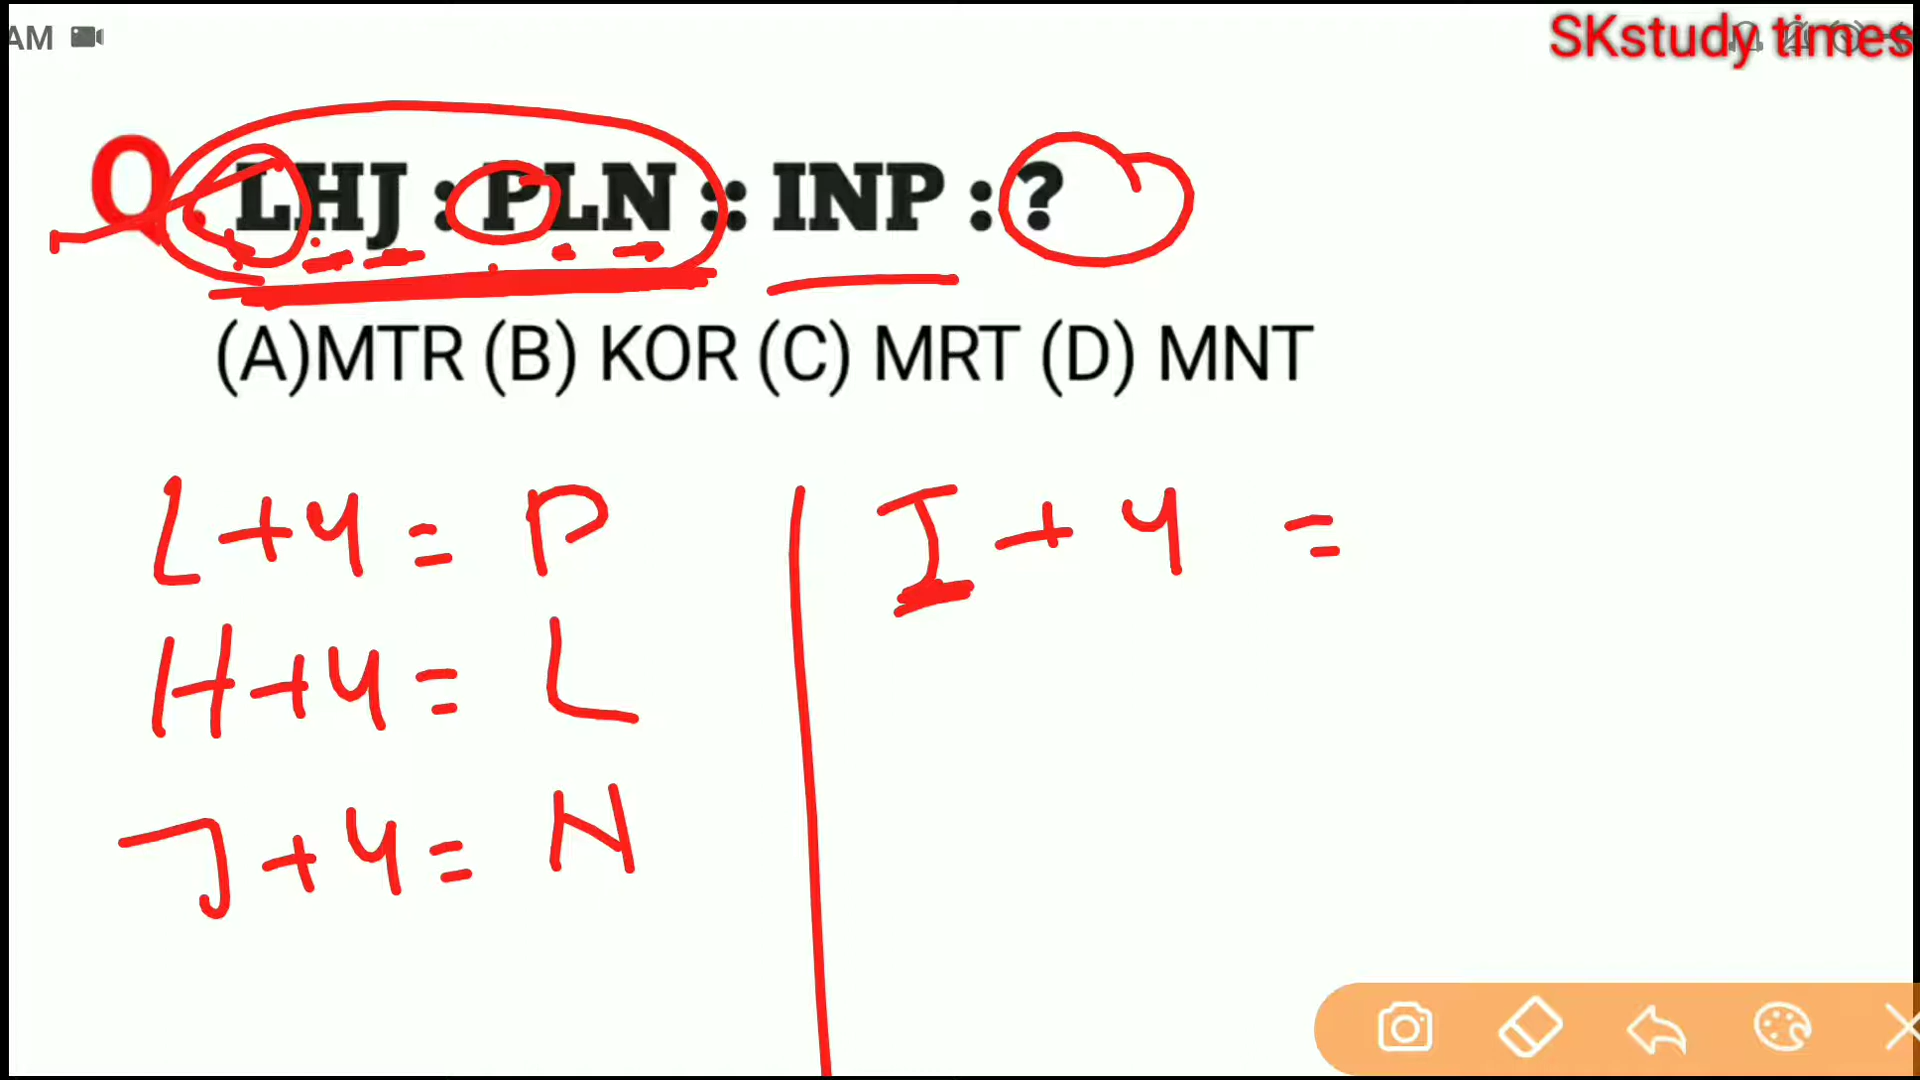 AM
SKstudy times
Q. LHJ : PLN :: INP : ?
(A)MTR (B) KOR (C) MRT (D) MNT
L+4 = P
I + 4 =
H+4 = L
J+4 = N